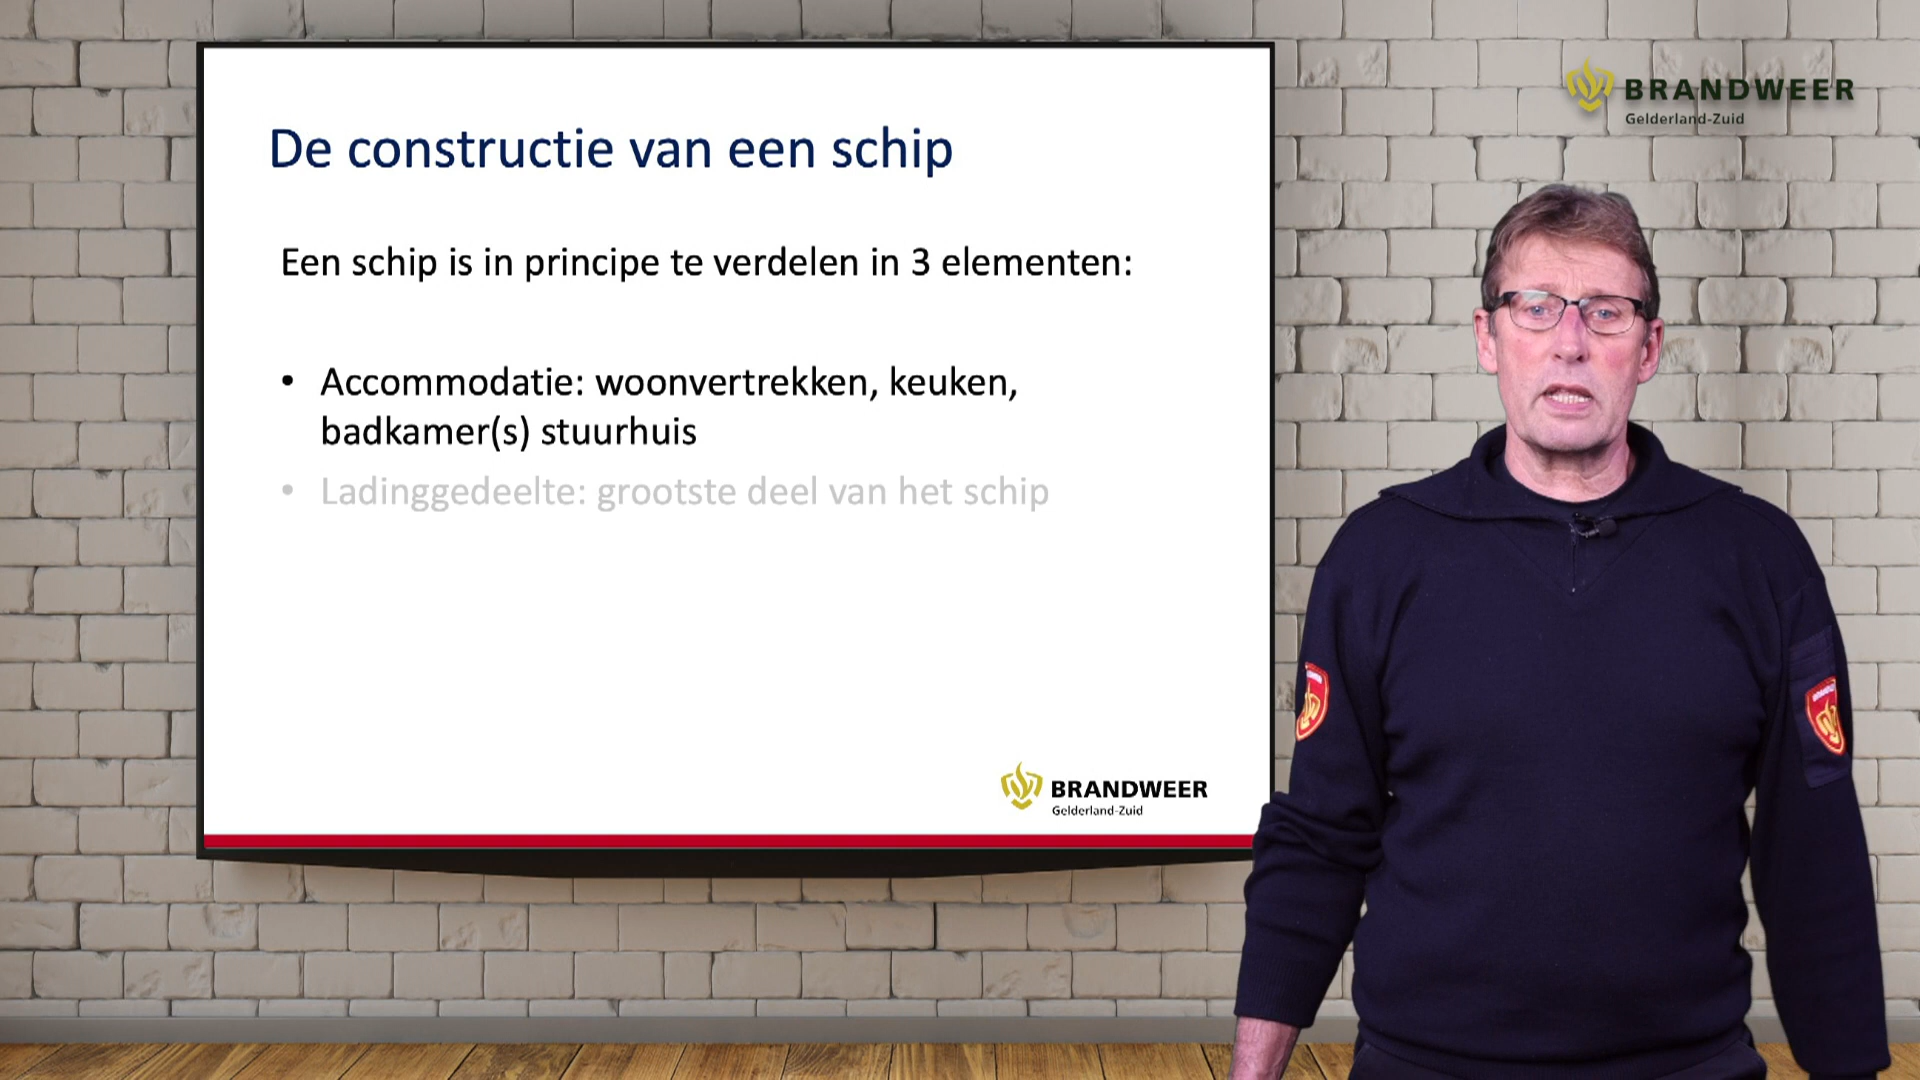 De constructie van een schip
Een schip is in principe te verdelen in 3 elementen:
• Accommodatie: woonvertrekken, keuken,
badkamer(s) stuurhuis
• Ladinggedeelte: grootste deel van het schip
BRANDWEER
Gelderland-Zuid
BRANDWEER
Gelderland-Zuid